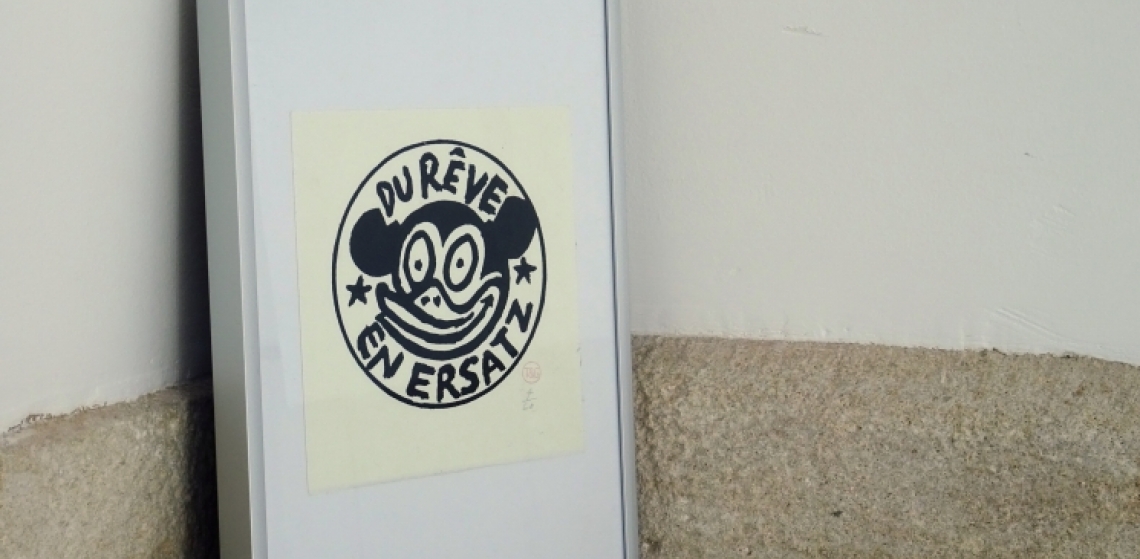 DU RÊVE
EN ERSATZ